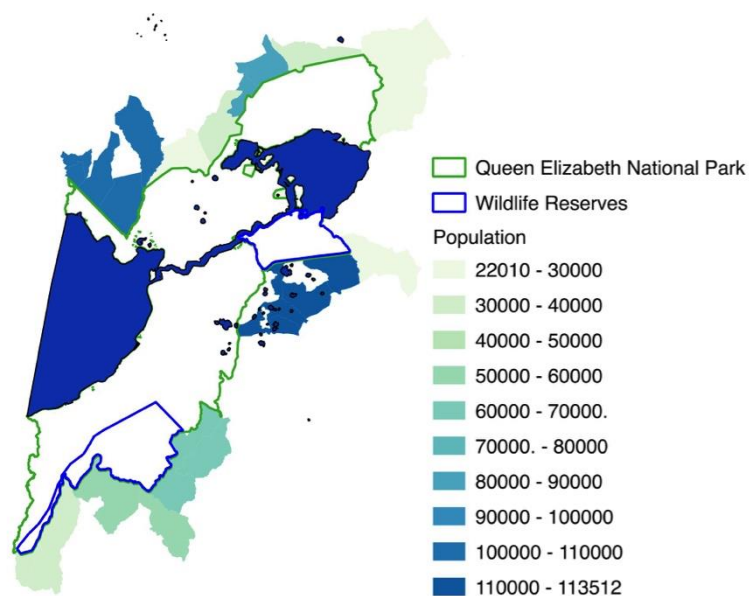 Queen Elizabeth National Park
Wildlife Reserves
Population
22010 - 30000
30000 - 40000
40000 - 50000
50000 - 60000
60000 - 70000.
70000. - 80000
80000 - 90000
90000 - 100000
100000 - 110000
110000 - 113512